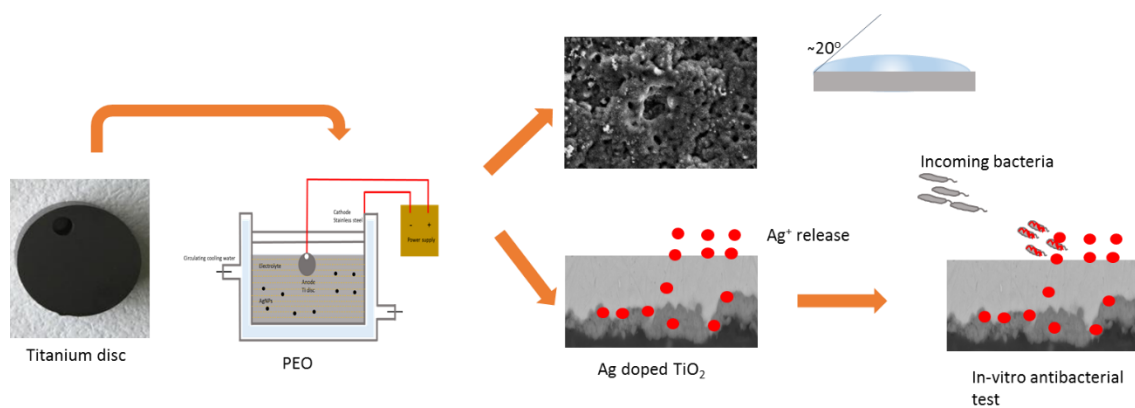 Titanium disc
Circulating cooling water
Cathode
Stainless steel
- +
Power supply
Electrolyte
Anode
Ti disc
AgNPs
PEO
~20°
Ag⁺ release
Ag doped TiO₂
Incoming bacteria
In-vitro antibacterial
test